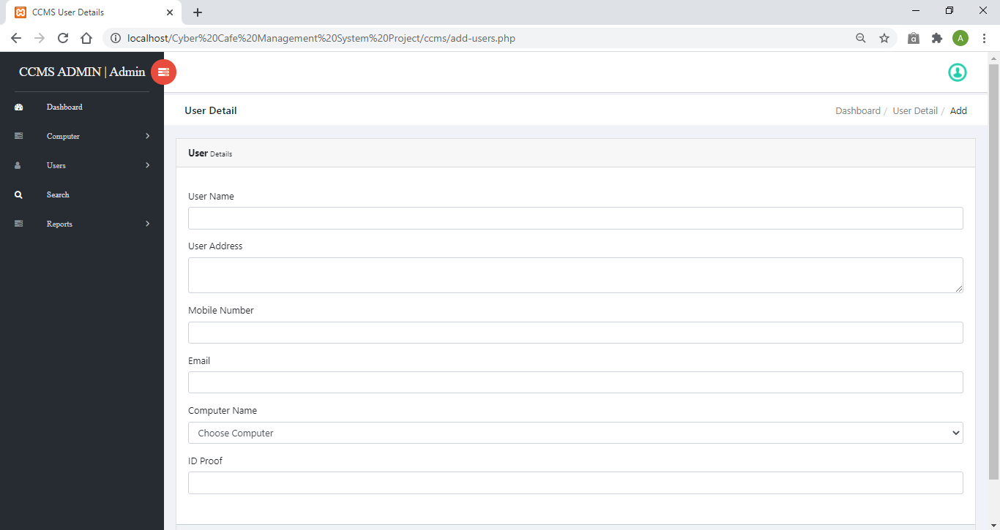 CCMS User Details
localhost/Cyber%20Cafe%20Management%20System%20Project/ccms/add-users.php
A
CCMS ADMIN | Admin
Dashboard
Computer
Users
Search
Reports
User Detail
Dashboard / User Detail / Add
User Details
User Name
User Address
Mobile Number
Email
Computer Name
Choose Computer
ID Proof